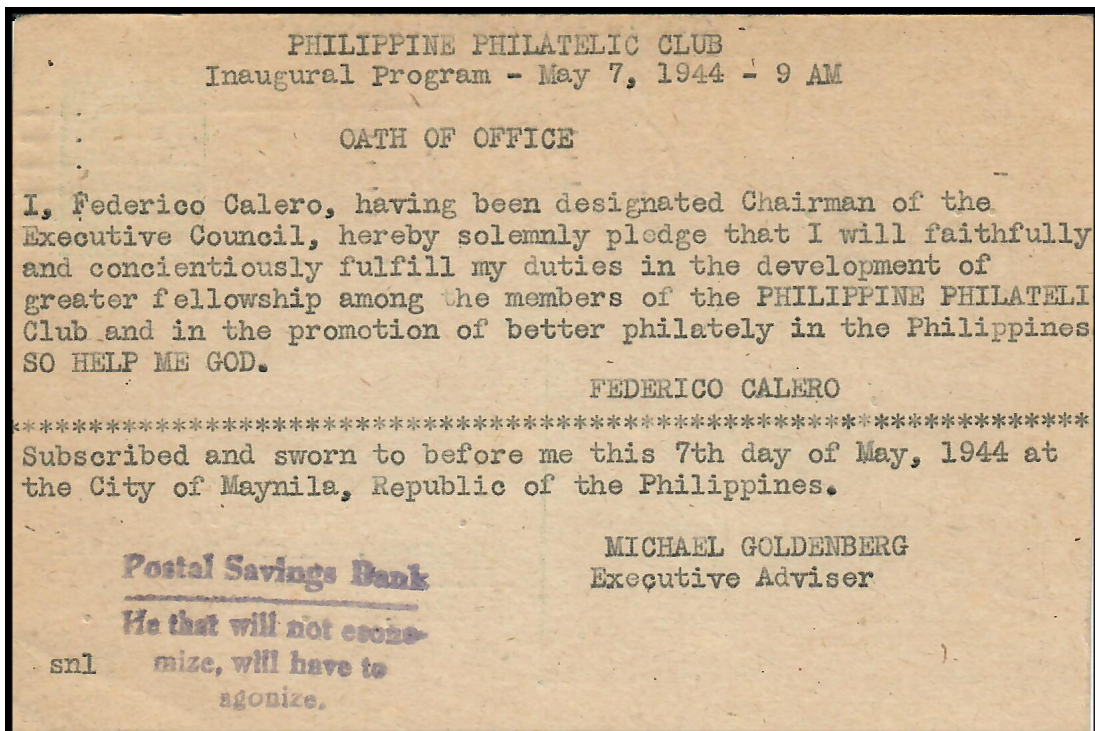 PHILIPPINE PHILATELIC CLUB
Inaugural Program - May 7, 1944 - 9 AM
OATH OF OFFICE
I, Federico Calero, having been designated Chairman of the
Executive Council, hereby solemnly pledge that I will faithfully
and concientiously fulfill my duties in the development of
greater fellowship among the members of the PHILIPPINE PHILATELI
Club and in the promotion of better philately in the Philippines
SO HELP ME GOD.
FEDERICO CALERO
************************************************************************
Subscribed and sworn to before me this 7th day of May, 1944 at
the City of Maynila, Republic of the Philippines.
MICHAEL GOLDENBERG
Executive Adviser
Postal Savings Bank
He that will not econo-
mize, will have to
agonize.
snl